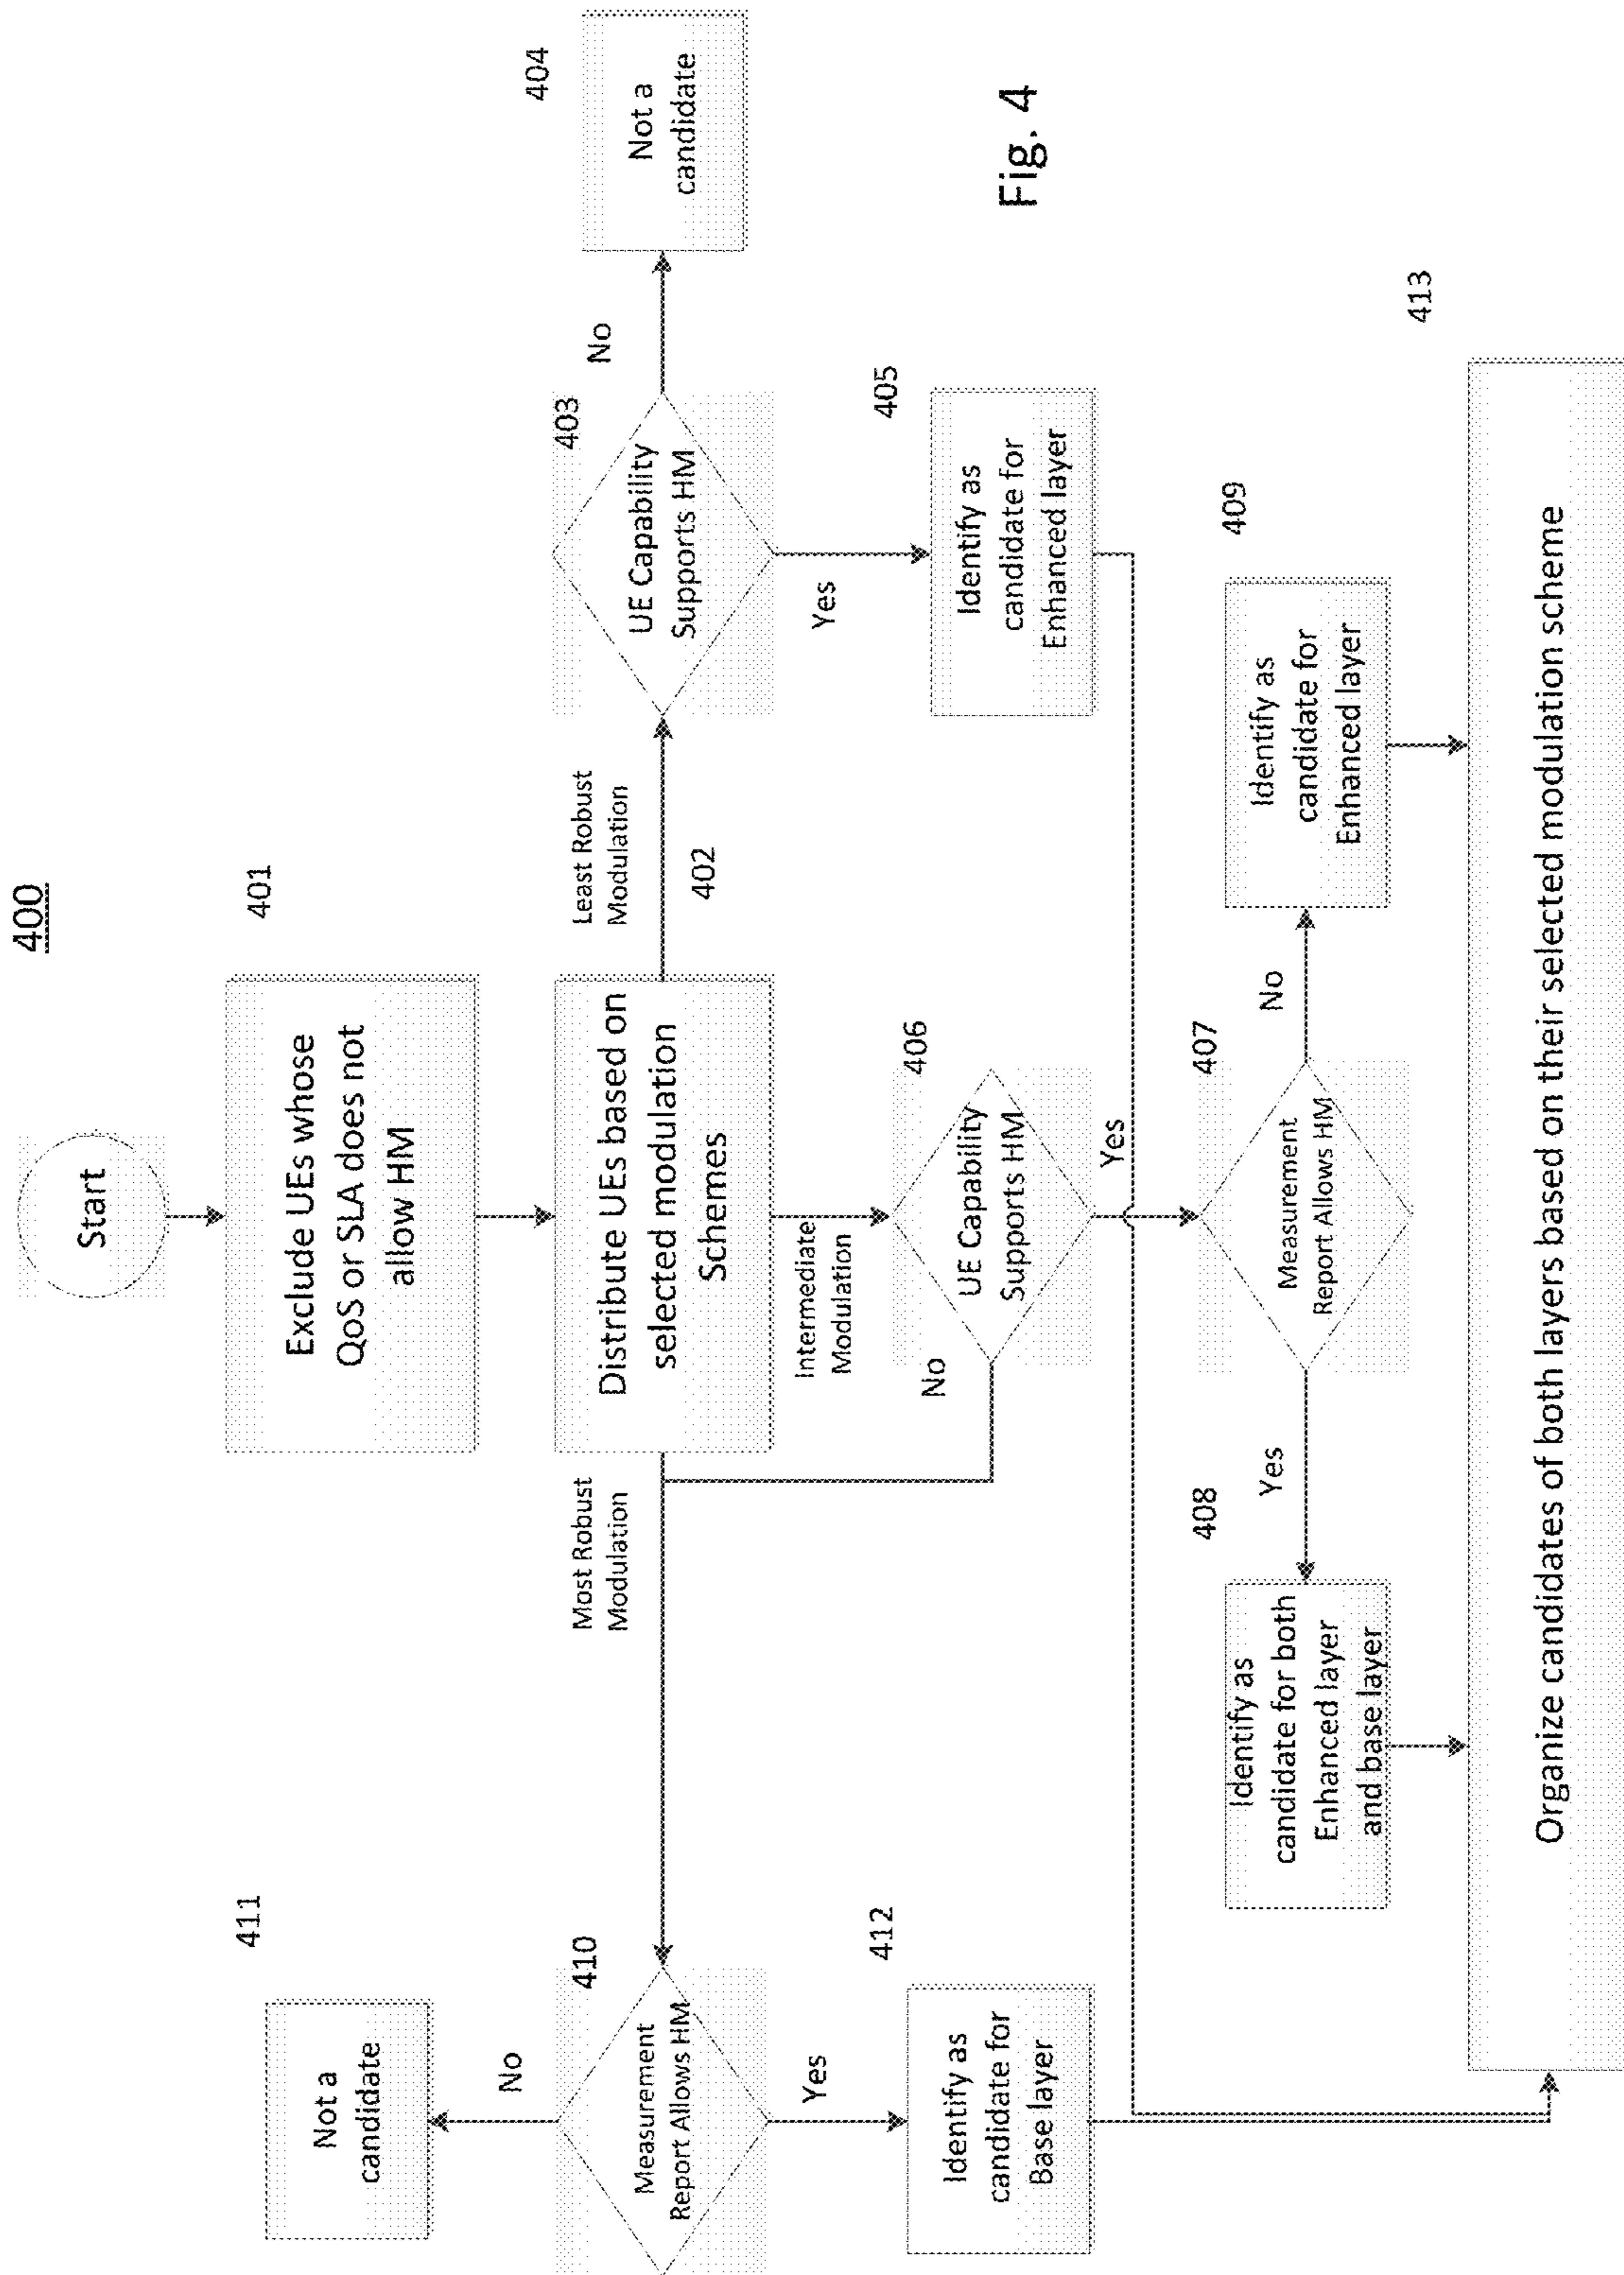 400
Start
401
Exclude UEs whose
QoS or SLA does not
allow HM
Distribute UEs based on
selected modulation
Schemes
Most Robust
Modulation
Intermediate
Modulation
Least Robust
Modulation
402
403
UE Capability
Supports HM
No
404
Not a
candidate
Yes
405
Identify as
candidate for
Enhanced layer
406
UE Capability
Supports HM
No
Yes
407
Measurement
Report Allows HM
Yes
No
408
Identify as
candidate for both
Enhanced layer
and base layer
409
Identify as
candidate for
Enhanced layer
410
Measurement
Report Allows HM
No
411
Not a
candidate
Yes
412
Identify as
candidate for
Base layer
413
Organize candidates of both layers based on their selected modulation scheme
Fig. 4